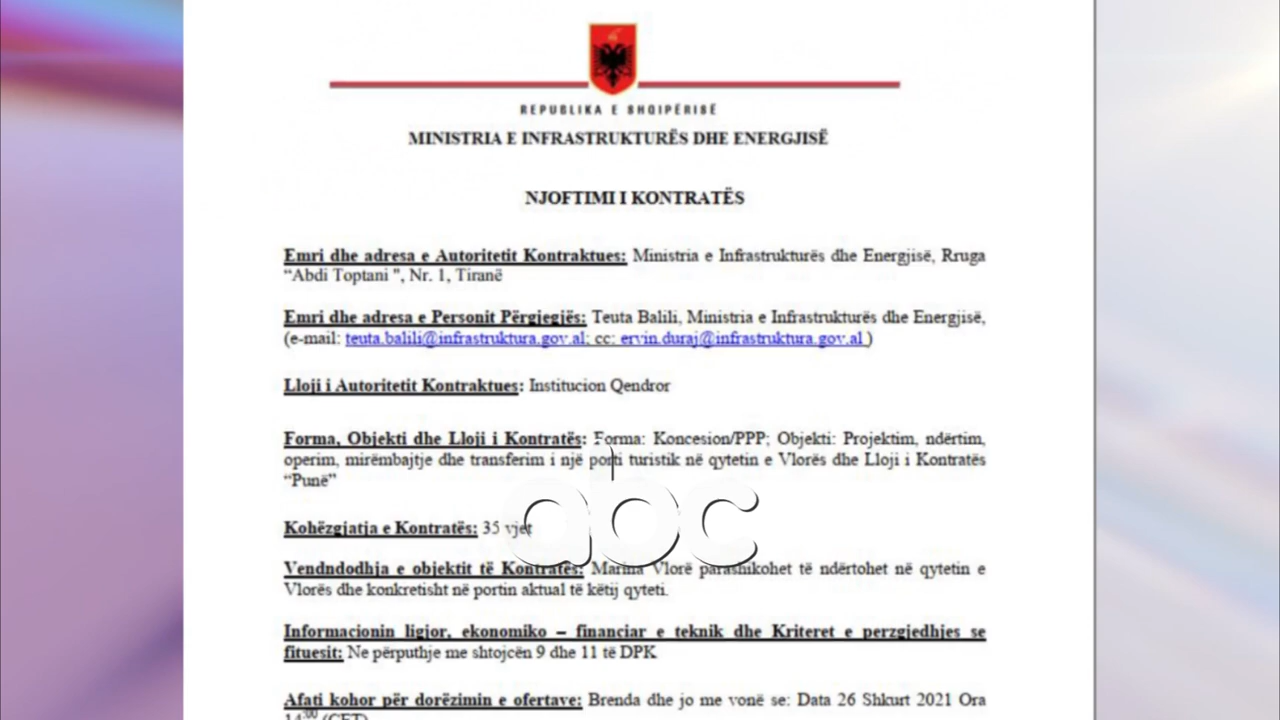 REPUBLIKA E SHQIPËRISË
MINISTRIA E INFRASTRUKTURËS DHE ENERGJISË
NJOFTIMI I KONTRATËS
Emri dhe adresa e Autoritetit Kontraktues: Ministria e Infrastrukturës dhe Energjisë, Rruga
“Abdi Toptani ", Nr. 1, Tiranë
Emri dhe adresa e Personit Përgjegjës: Teuta Balili, Ministria e Infrastrukturës dhe Energjisë,
(e-mail: teuta.balili@infrastruktura.gov.al; cc: ervin.duraj@infrastruktura.gov.al )
Lloji i Autoritetit Kontraktues: Institucion Qendror
Forma, Objekti dhe Lloji i Kontratës: Forma: Koncesion/PPP; Objekti: Projektim, ndërtim,
operim, mirëmbajtje dhe transferim i një porti turistik në qytetin e Vlorës dhe Lloji i Kontratës
“Punë”
abc
Kohëzgjatja e Kontratës: 35 vjet
Vendndodhja e objektit të Kontratës: Marina Vlorë parashikohet të ndërtohet në qytetin e
Vlorës dhe konkretisht në portin aktual të këtij qyteti.
Informacionin ligjor, ekonomiko – financiar e teknik dhe Kriteret e perzgjedhjes se
fituesit: Ne përputhje me shtojcën 9 dhe 11 të DPK
Afati kohor për dorëzimin e ofertave: Brenda dhe jo me vonë se: Data 26 Shkurt 2021 Ora
14:00 (CET)